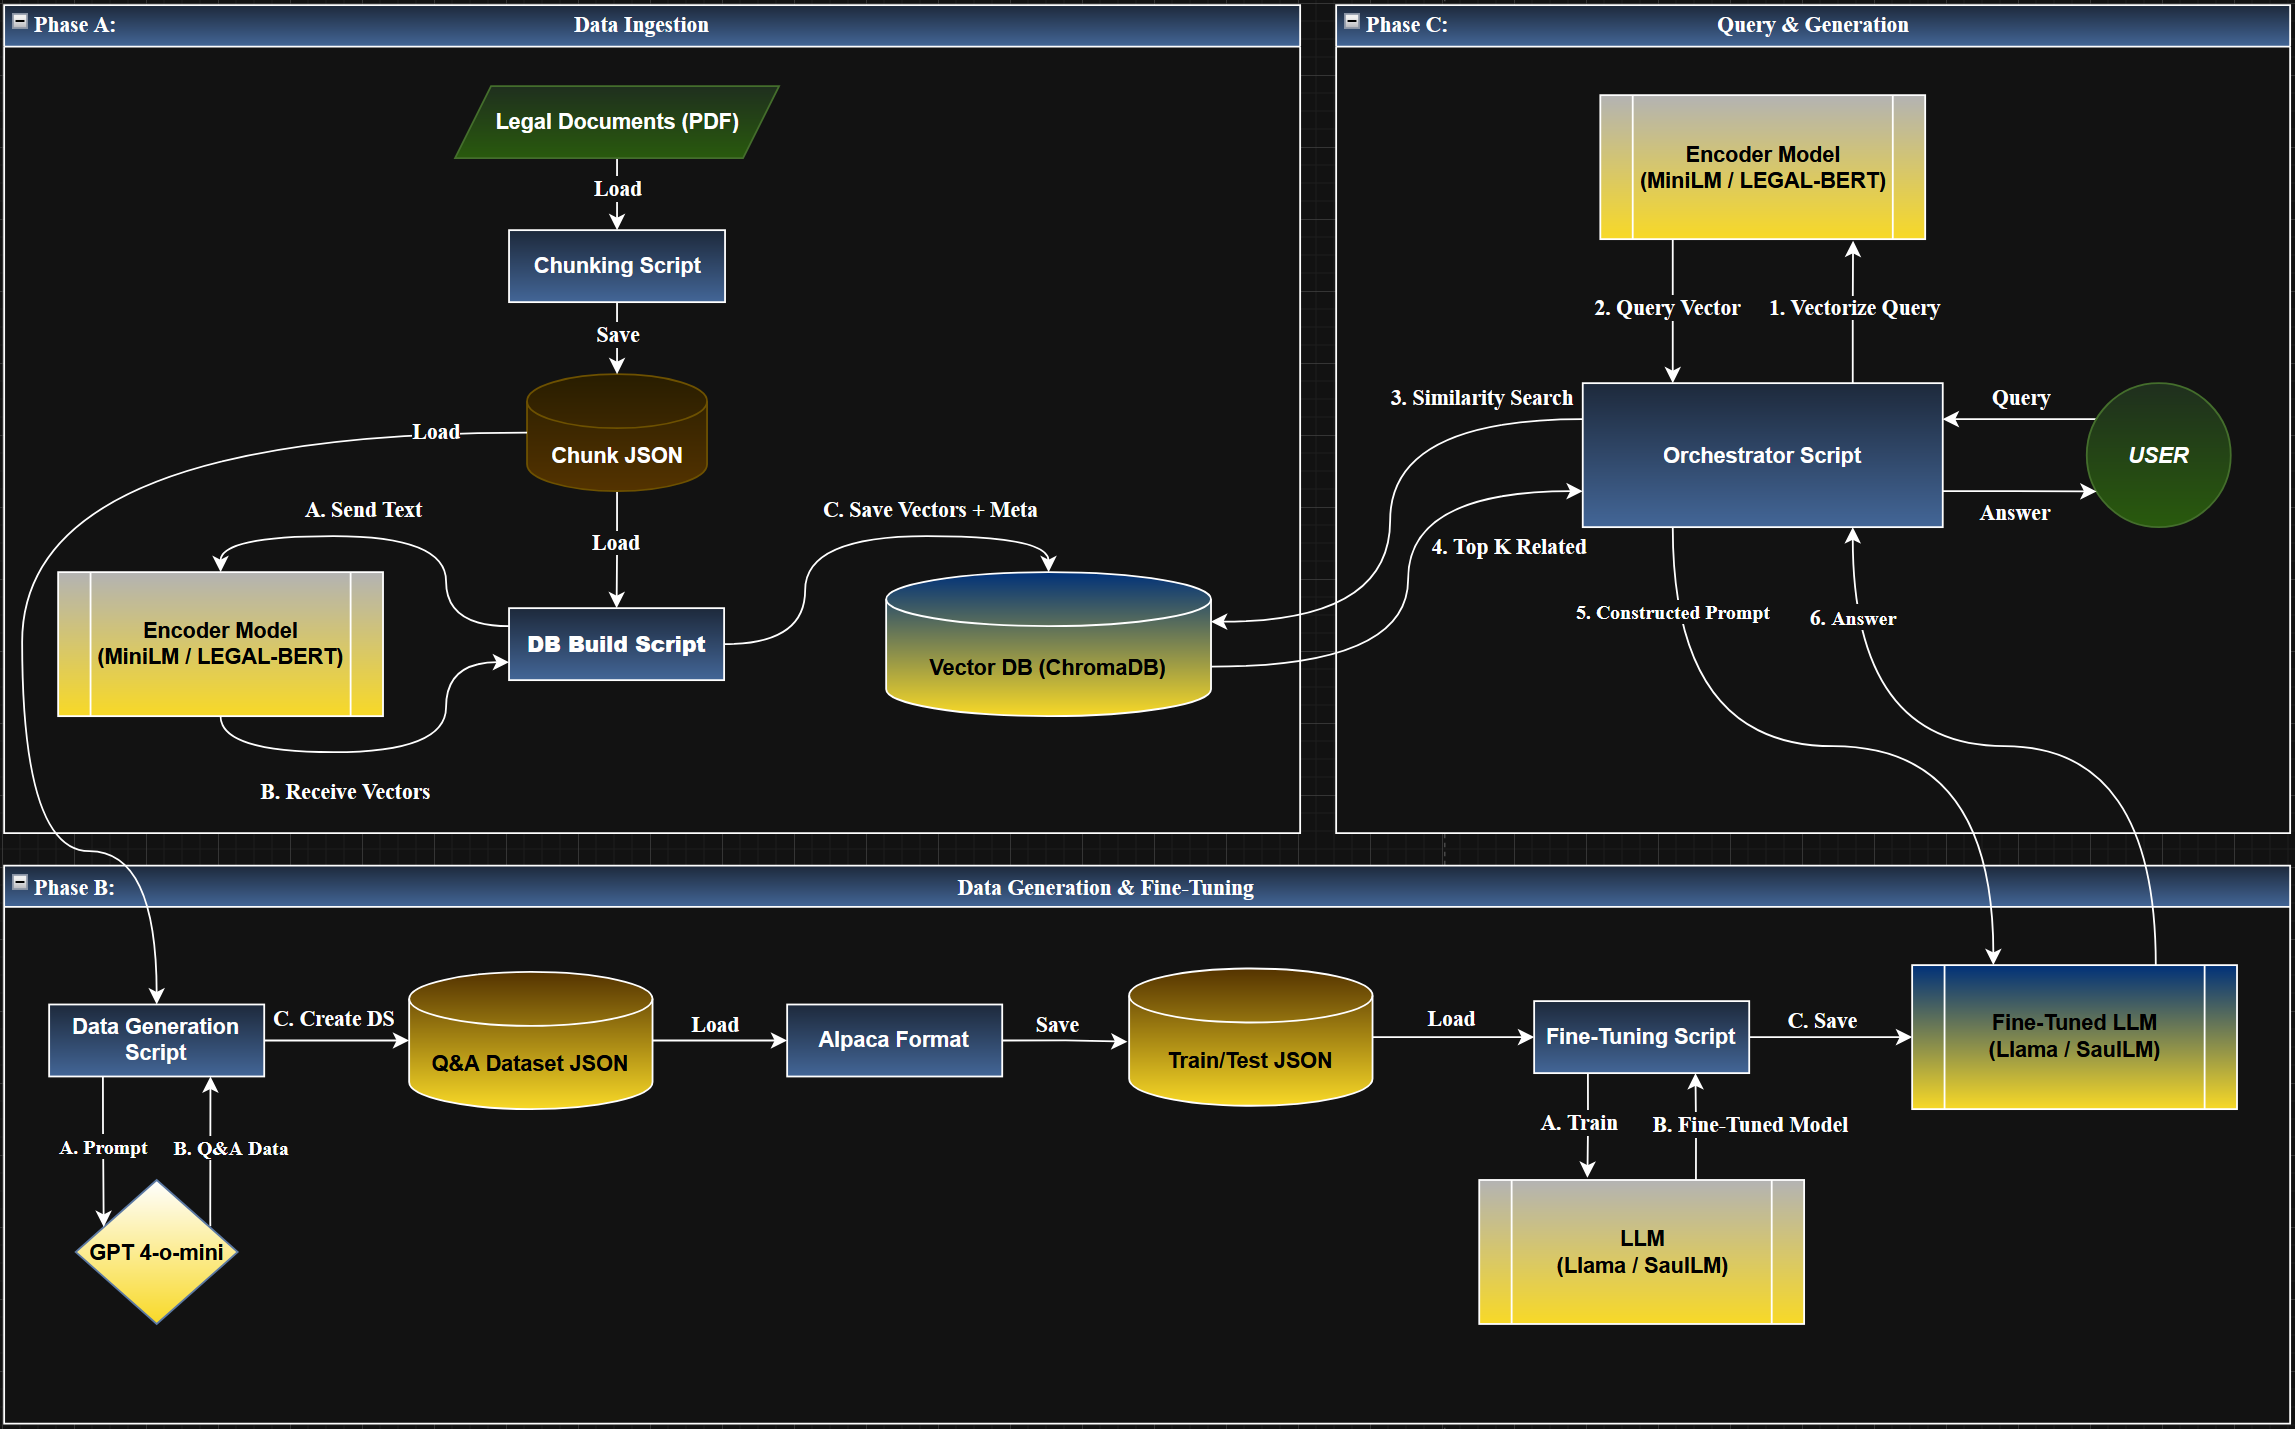 Phase A:
Data Ingestion
Legal Documents (PDF)
Load
Chunking Script
Save
Chunk JSON
Load
A. Send Text
Load
C. Save Vectors + Meta
Encoder Model
(MiniLM / LEGAL-BERT)
DB Build Script
Vector DB (ChromaDB)
B. Receive Vectors
Phase C:
Query & Generation
Encoder Model
(MiniLM / LEGAL-BERT)
2. Query Vector
1. Vectorize Query
3. Similarity Search
Orchestrator Script
Query
USER
Answer
4. Top K Related
5. Constructed Prompt
6. Answer
Phase B:
Data Generation & Fine-Tuning
Data Generation
Script
C. Create DS
Q&A Dataset JSON
Load
Alpaca Format
Save
Train/Test JSON
Load
Fine-Tuning Script
C. Save
Fine-Tuned LLM
(Llama / SaulLM)
A. Prompt
B. Q&A Data
GPT 4-o-mini
A. Train
B. Fine-Tuned Model
LLM
(Llama / SaulLM)